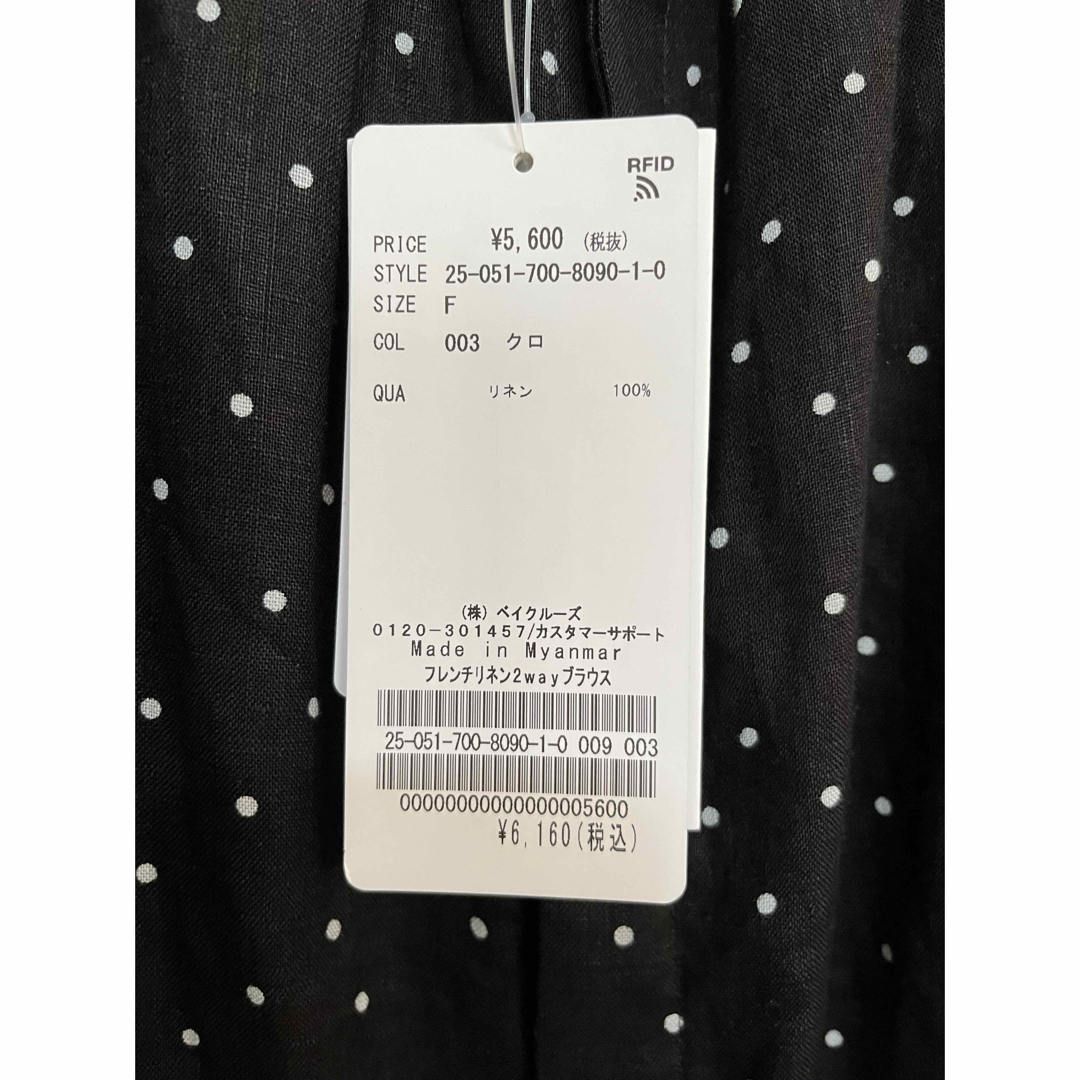 RFID
PRICE ¥5,600 (税抜)
STYLE 25-051-700-8090-1-0
SIZE F
COL 003 クロ
QUA リネン 100%
(株)ベイクルーズ
0120-301457/カスタマーサポート
Made in Myanmar
フレンチリネン2wayブラウス
25-051-700-8090-1-0 009 003
00000000000000005600
¥6,160(税込)